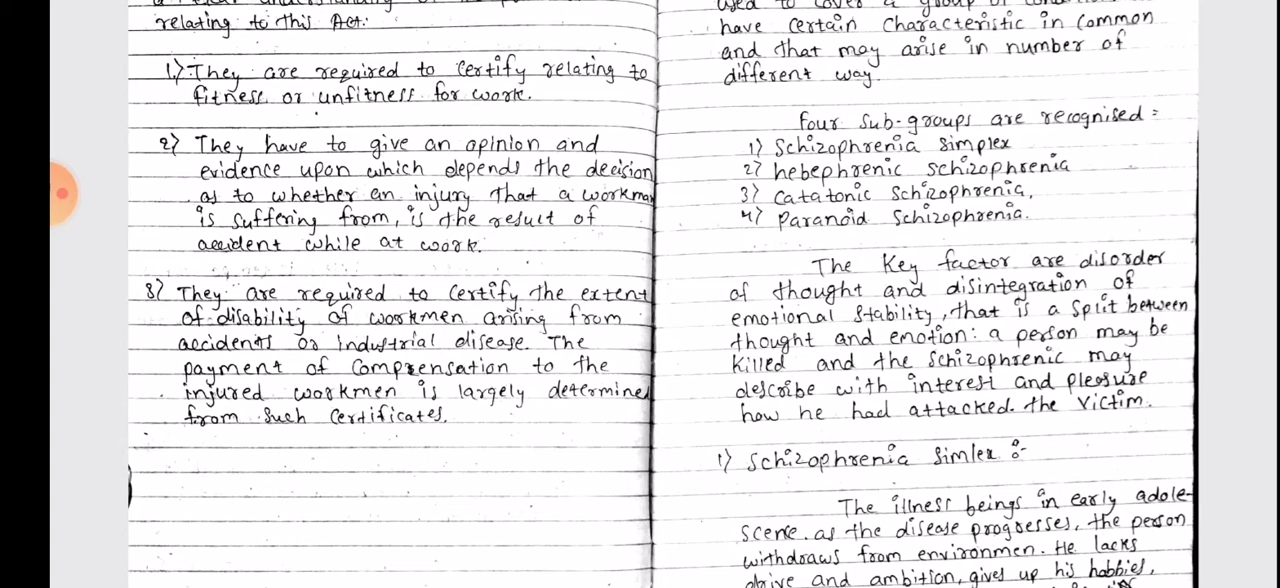 relating to this Act.
1.) They are required to certify relating to
fitness or unfitness for work.
2) They have to give an opinion and
evidence upon which depends the decision
as to whether an injury that a workman
is suffering from, is the result of
accident while at work.
3) They are required to certify the extent
of disability of workmen arising from
accidents or industrial disease. The
payment of Compensation to the
injured workmen is largely determined
from such certificates.
used to cover a group of
have certain characteristic in common
and that may arise in number of
different way.
Four sub-groups are recognised:
1) Schizophrenia simplex
2) hebephrenic schizophrenia
3) Catatonic Schizophrenia,
4) Paranoid Schizophrenia.
The Key factor are disorder
of thought and disintegration of
emotional stability, that is a split between
thought and emotion: a person may be
killed and the schizophrenic may
describe with interest and pleasure
how he had attacked the victim.
1) Schizophrenia Simlex :-
The illness beings in early adole-
scence. as the disease progresses, the person
withdraws from environmen. He lacks
drive and ambition, gives up his hobbies,